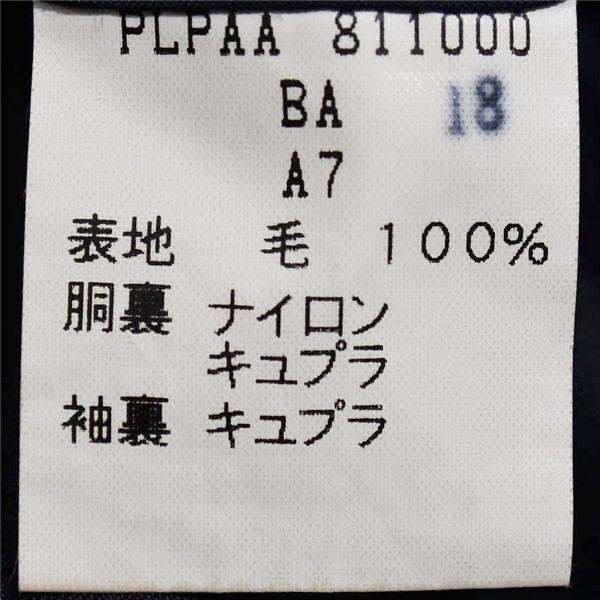 PLPAA 811000
BA 18
A7
表地 毛 100%
胴裏 ナイロン
キュプラ
袖裏 キュプラ